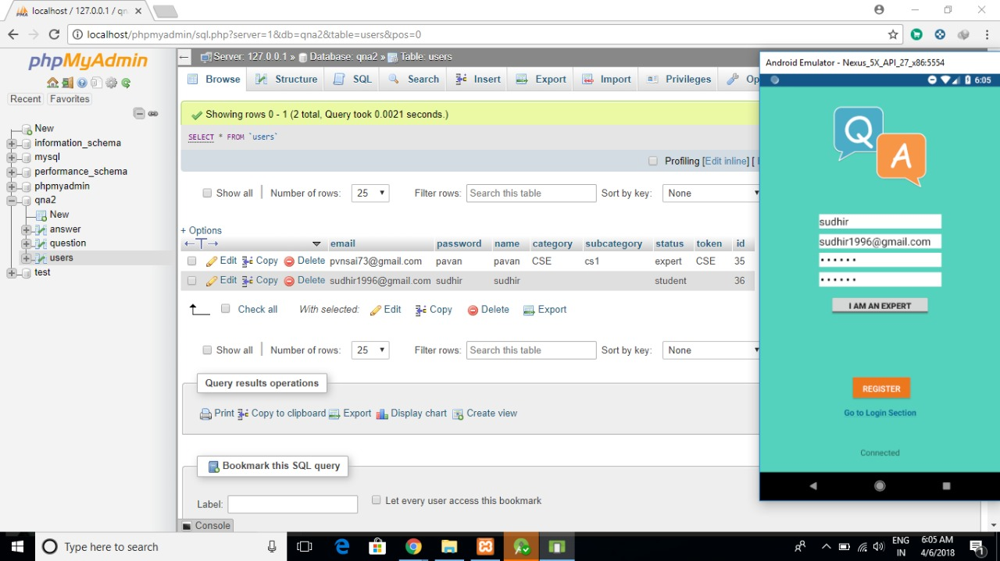 localhost / 127.0.0.1 / qn
localhost/phpmyadmin/sql.php?server=1&db=qna2&table=users&pos=0
phpMyAdmin
Recent Favorites
New
information_schema
mysql
performance_schema
phpmyadmin
qna2
New
answer
question
users
test
Server: 127.0.0.1 » Database: qna2 » Table: users
Browse Structure SQL Search Insert Export Import Privileges Op
Showing rows 0 - 1 (2 total, Query took 0.0021 seconds.)
SELECT * FROM `users`
Profiling [Edit inline] [
Show all Number of rows: 25 Filter rows: Search this table Sort by key: None
+ Options
email password name category subcategory status token id
Edit Copy Delete pvnsai73@gmail.com pavan pavan CSE cs1 expert CSE 35
Edit Copy Delete sudhir1996@gmail.com sudhir sudhir student 36
Check all With selected: Edit Copy Delete Export
Show all Number of rows: 25 Filter rows: Search this table Sort by key: None
Query results operations
Print Copy to clipboard Export Display chart Create view
Bookmark this SQL query
Label: Let every user access this bookmark
Console
Android Emulator - Nexus_5X_API_27_x86:5554
6:05
Q
A
sudhir
sudhir1996@gmail.com
••••••
••••••
I AM AN EXPERT
REGISTER
Go to Login Section
Connected
Type here to search
ENG
IN
6:05 AM
4/6/2018
1